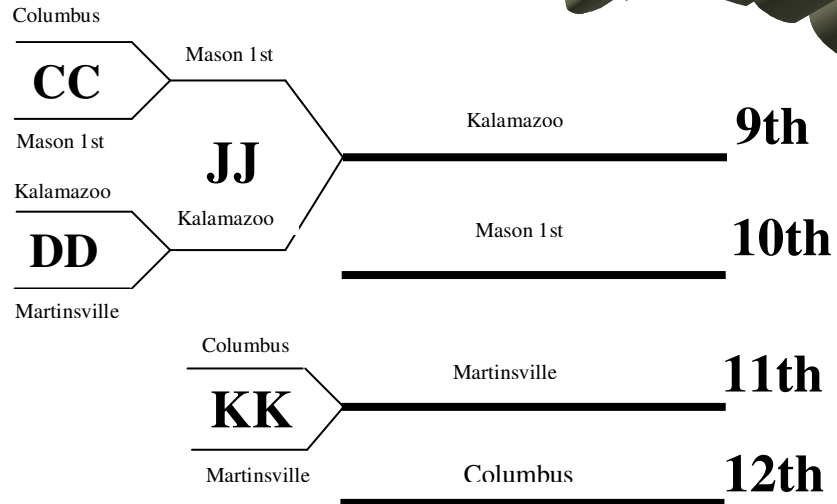 Columbus
CC
Mason 1st
Mason 1st
JJ
Kalamazoo
DD
Martinsville
Kalamazoo
Kalamazoo
9th
Mason 1st
10th
Columbus
KK
Martinsville
Martinsville
11th
Columbus
12th